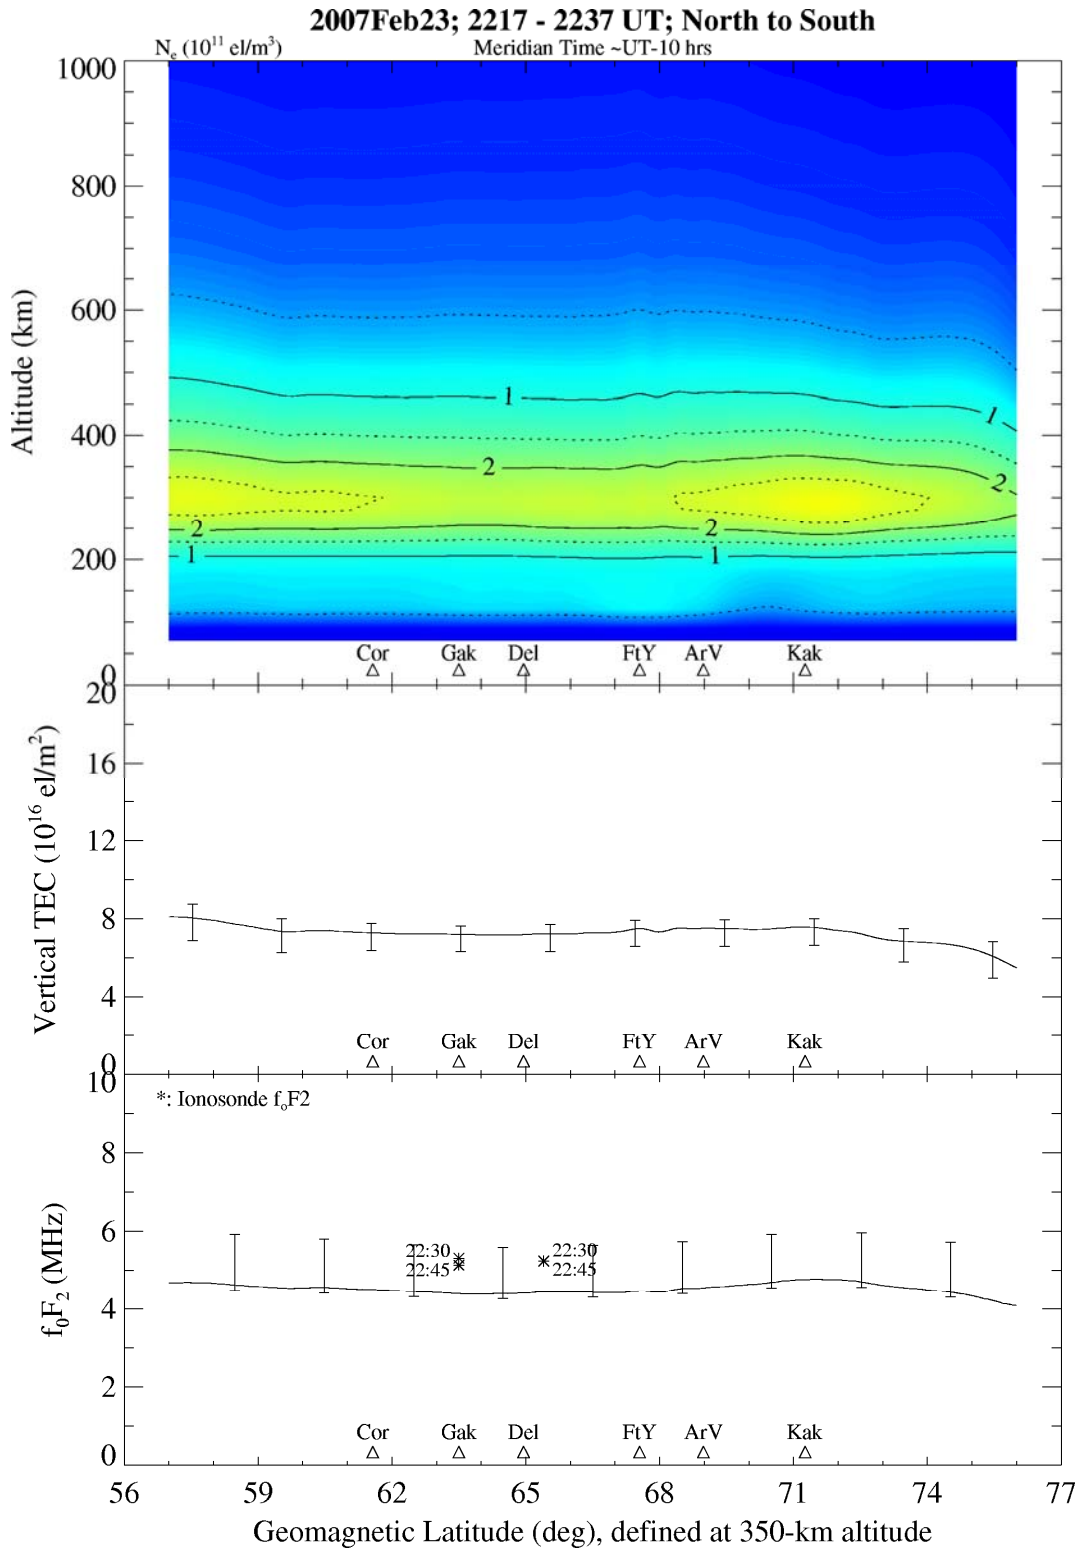 2007Feb23; 2217 - 2237 UT; North to South
Nₑ (10¹¹ el/m³)
Meridian Time ~UT-10 hrs
1000
800
600
400
200
0
Altitude (km)
1
1
2
2
2
2
1
1
Cor Gak Del FtY ArV Kak
20
16
12
8
4
0
Vertical TEC (10¹⁶ el/m²)
Cor Gak Del FtY ArV Kak
10
8
6
4
2
0
f₀F₂ (MHz)
*: Ionosonde fₒF2
22:30 22:30
22:45 22:45
Cor Gak Del FtY ArV Kak
56 59 62 65 68 71 74 77
Geomagnetic Latitude (deg), defined at 350-km altitude